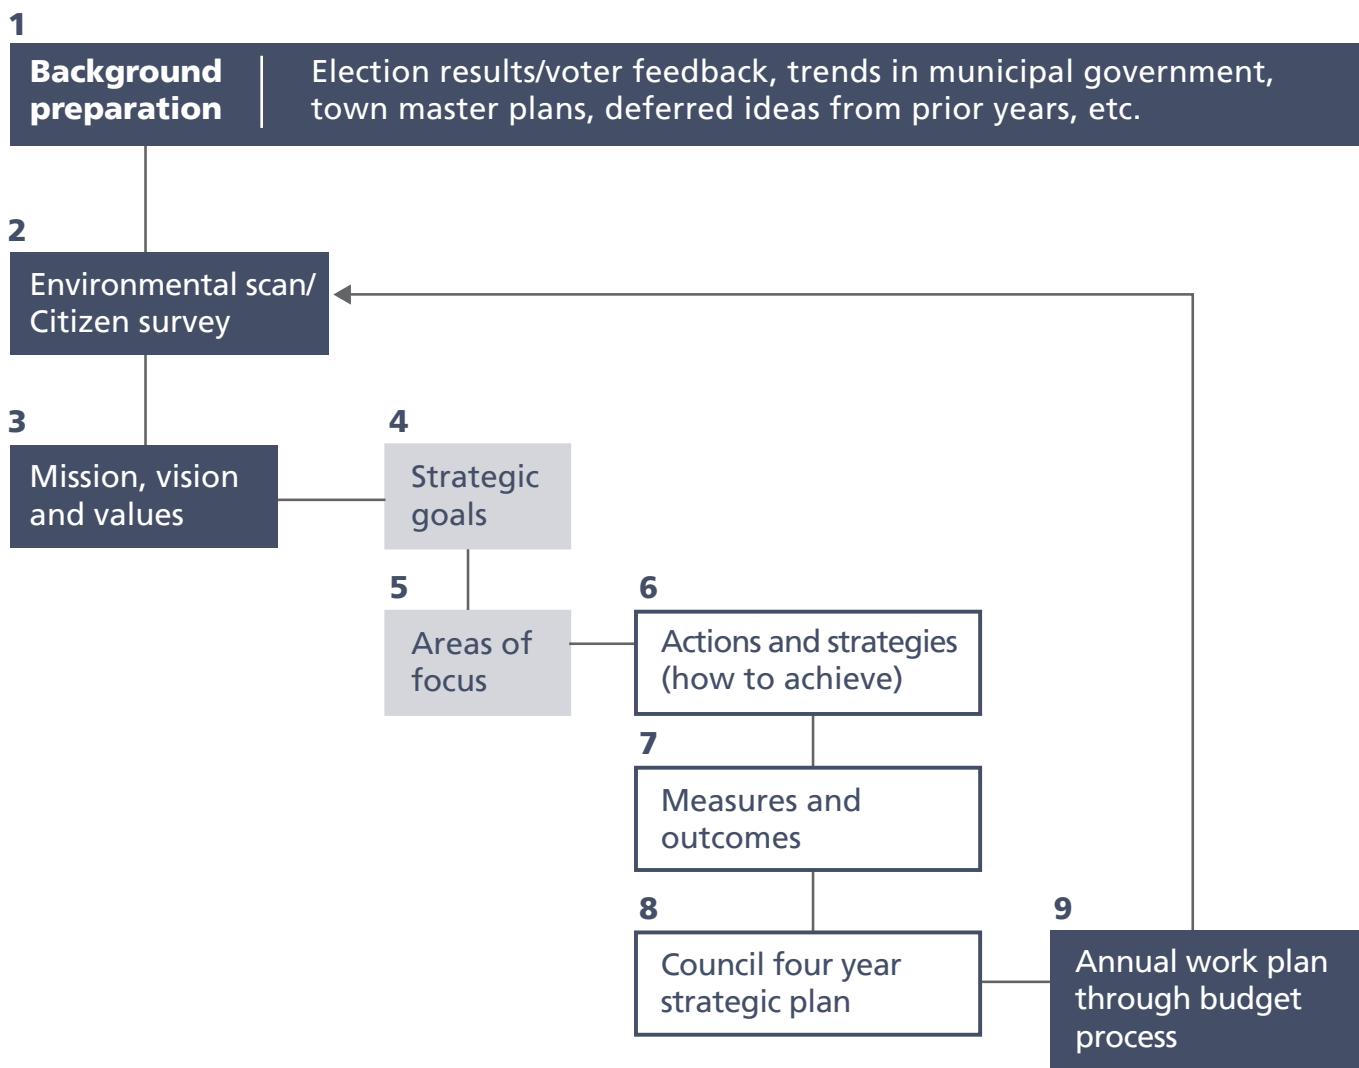 1
Background
preparation
Election results/voter feedback, trends in municipal government,
town master plans, deferred ideas from prior years, etc.
2
Environmental scan/
Citizen survey
3
Mission, vision
and values
4
Strategic
goals
5
Areas of
focus
6
Actions and strategies
(how to achieve)
7
Measures and
outcomes
8
Council four year
strategic plan
9
Annual work plan
through budget
process